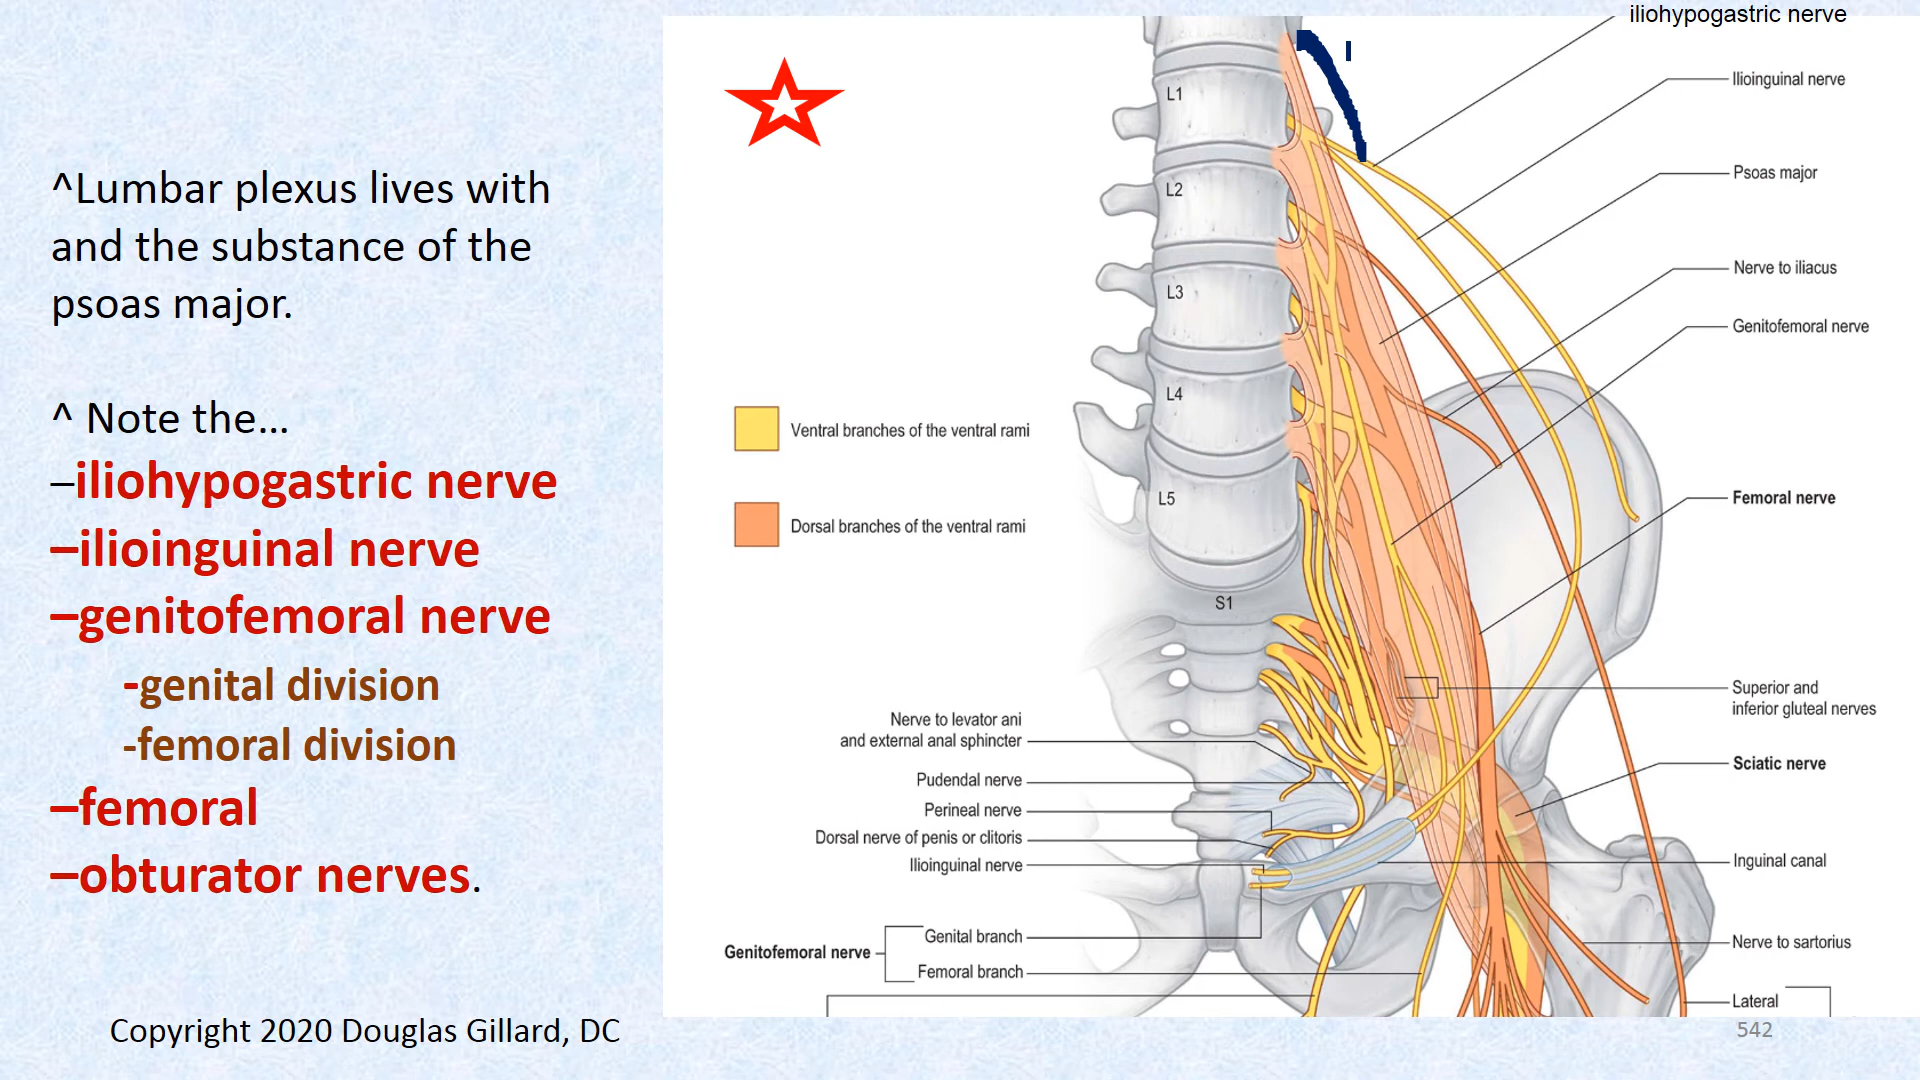 ^Lumbar plexus lives with
and the substance of the
psoas major.
^ Note the…
–iliohypogastric nerve
–ilioinguinal nerve
–genitofemoral nerve
-genital division
-femoral division
–femoral
–obturator nerves.
Copyright 2020 Douglas Gillard, DC
iliohypogastric nerve
I
Ilioinguinal nerve
Psoas major
Nerve to iliacus
Genitofemoral nerve
Femoral nerve
Superior and
inferior gluteal nerves
Sciatic nerve
Inguinal canal
Nerve to sartorius
Lateral
L1
L2
L3
L4
L5
S1
Ventral branches of the ventral rami
Dorsal branches of the ventral rami
Nerve to levator ani
and external anal sphincter
Pudendal nerve
Perineal nerve
Dorsal nerve of penis or clitoris
Ilioinguinal nerve
Genitofemoral nerve
Genital branch
Femoral branch
542